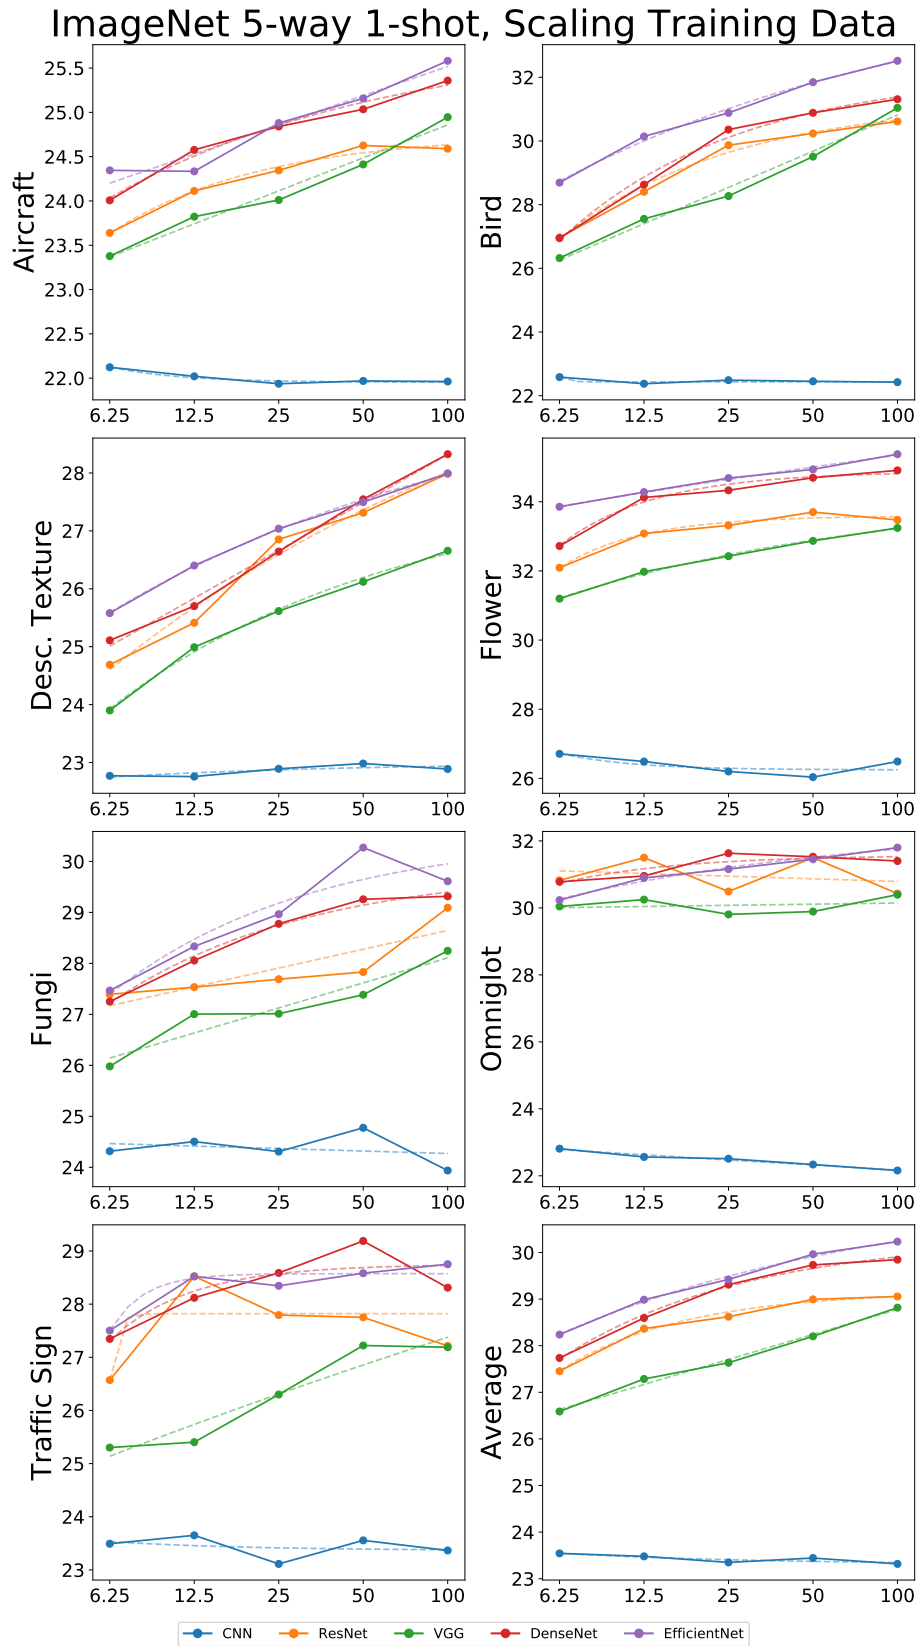 ImageNet 5-way 1-shot, Scaling Training Data
Aircraft
25.5
25.0
24.5
24.0
23.5
23.0
22.5
22.0
6.25 12.5 25 50 100
Bird
32
30
28
26
24
22
6.25 12.5 25 50 100
Desc. Texture
28
27
26
25
24
23
6.25 12.5 25 50 100
Flower
34
32
30
28
26
6.25 12.5 25 50 100
Fungi
30
29
28
27
26
25
24
6.25 12.5 25 50 100
Omniglot
32
30
28
26
24
22
6.25 12.5 25 50 100
Traffic Sign
29
28
27
26
25
24
23
6.25 12.5 25 50 100
Average
30
29
28
27
26
25
24
23
6.25 12.5 25 50 100
CNN ResNet VGG DenseNet EfficientNet